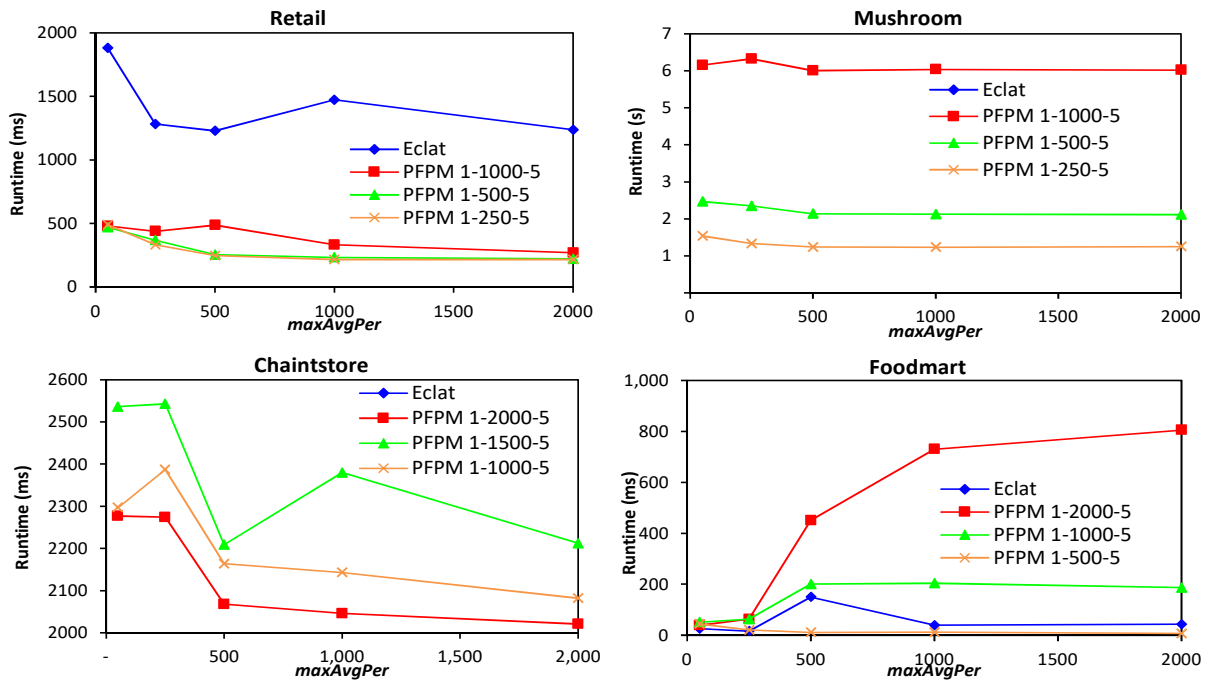 Retail
2000
1500
1000
500
0
Runtime (ms)
Eclat
PFPM 1-1000-5
PFPM 1-500-5
PFPM 1-250-5
0 500 1000 1500 2000
maxAvgPer
Mushroom
7
6
5
4
3
2
1
Runtime (s)
Eclat
PFPM 1-1000-5
PFPM 1-500-5
PFPM 1-250-5
0 500 1000 1500 2000
maxAvgPer
Chaintstore
2600
2500
2400
2300
2200
2100
2000
Runtime (ms)
Eclat
PFPM 1-2000-5
PFPM 1-1500-5
PFPM 1-1000-5
- 500 1,000 1,500 2,000
maxAvgPer
Foodmart
1,000
800
600
400
200
0
Runtime (ms)
Eclat
PFPM 1-2000-5
PFPM 1-1000-5
PFPM 1-500-5
0 500 1000 1500 2000
maxAvgPer